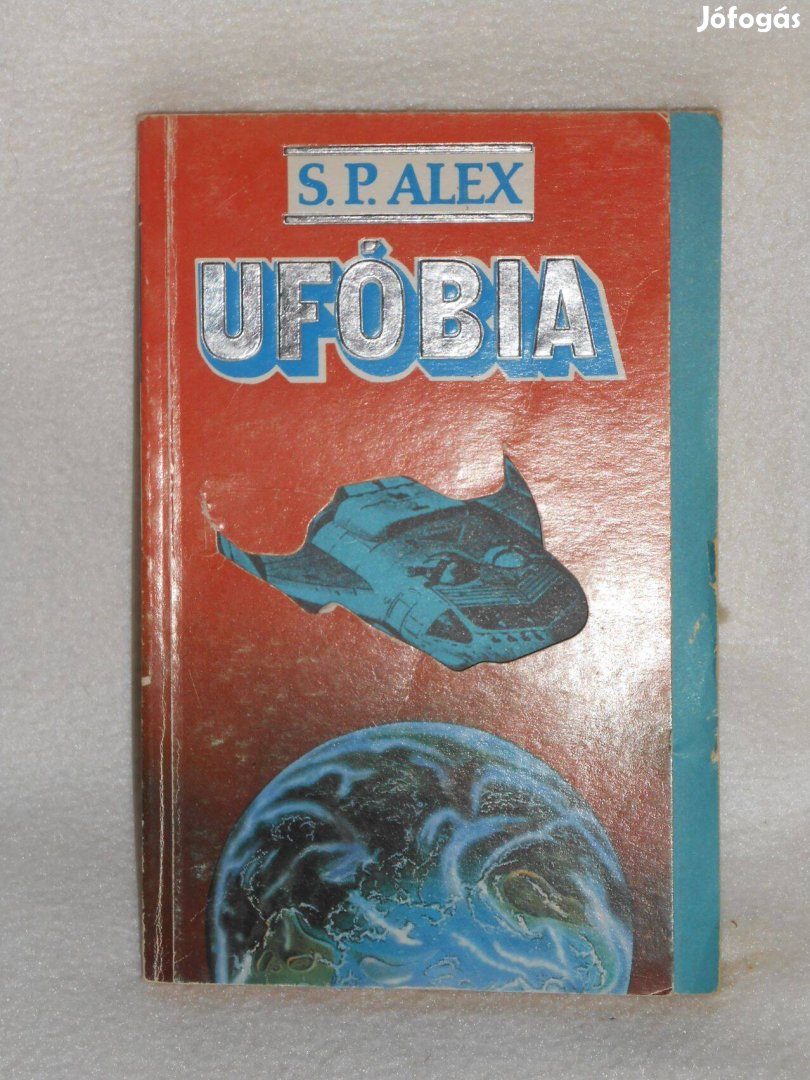 Jófogás
S. P. ALEX
UFÓBIA